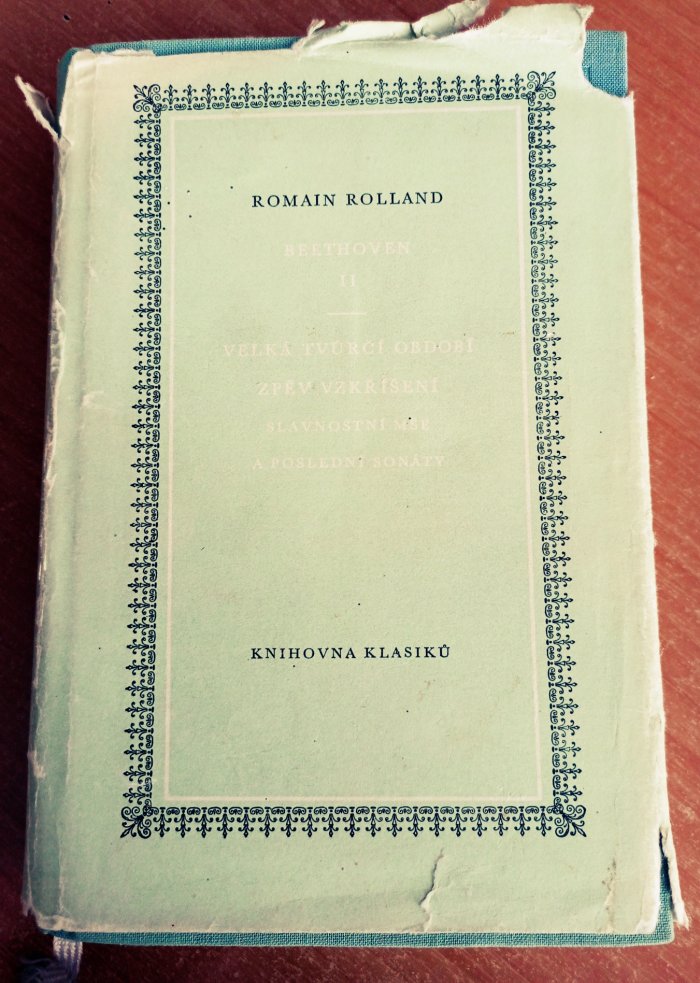 ROMAIN ROLLAND
BEETHOVEN
II
VELKÁ TVŮRČÍ OBDOBÍ
ZPĚV VZKŘÍŠENÍ
SLAVNOSTNÍ MŠE
A POSLEDNÍ SONÁTY
KNIHOVNA KLASIKŮ